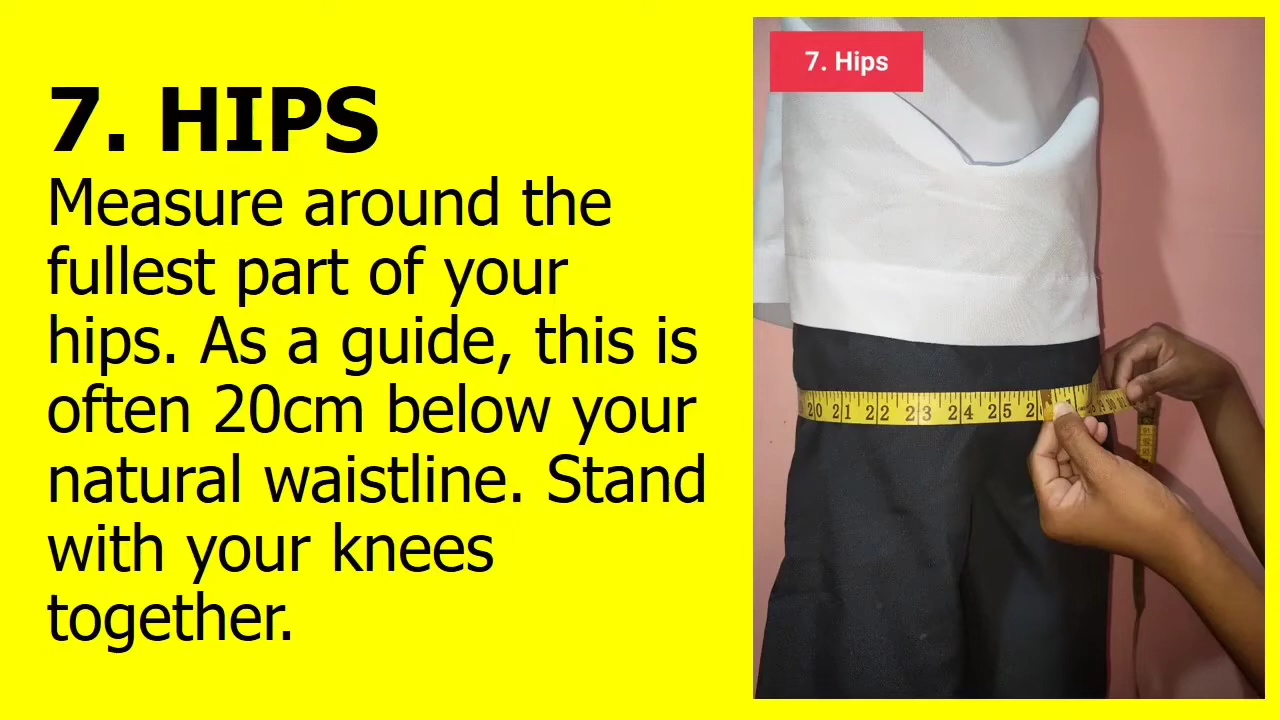 7. HIPS
Measure around the
fullest part of your
hips. As a guide, this is
often 20cm below your
natural waistline. Stand
with your knees
together.
7. Hips
20 21 22 23 24 25 2